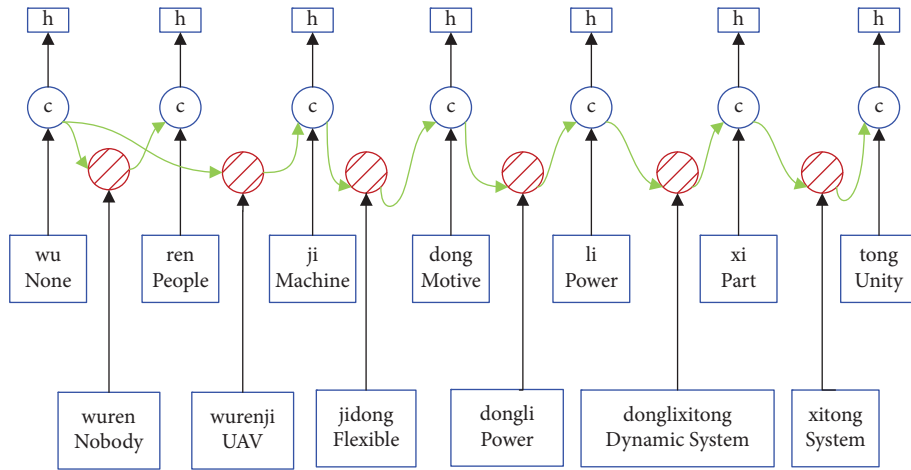 h h h h h h h
c c c c c c c
wu ren ji dong li xi tong
None People Machine Motive Power Part Unity
wuren wurenji jidong dongli donglixitong xitong
Nobody UAV Flexible Power Dynamic System System